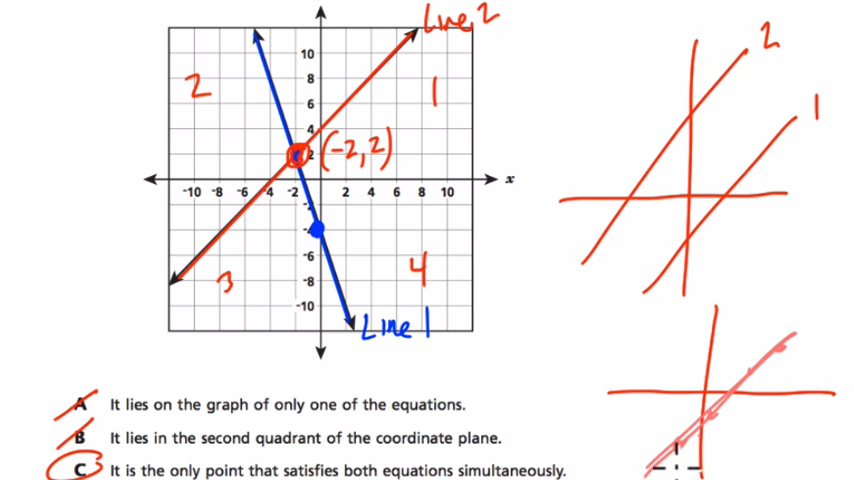 Line 2
2
1
(-2,2)
3
4
Line 1
10
8
6
4
2
-2
-4
-6
-8
-10
-10 -8 -6 -4 -2 2 4 6 8 10 x
2
1
A It lies on the graph of only one of the equations.
B It lies in the second quadrant of the coordinate plane.
C It is the only point that satisfies both equations simultaneously.